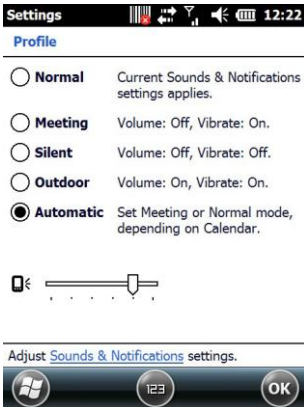 Settings 12:22
Profile
Normal Current Sounds & Notifications
settings applies.
Meeting Volume: Off, Vibrate: On.
Silent Volume: Off, Vibrate: Off.
Outdoor Volume: On, Vibrate: On.
Automatic Set Meeting or Normal mode,
depending on Calendar.
Adjust Sounds & Notifications settings.
123 OK